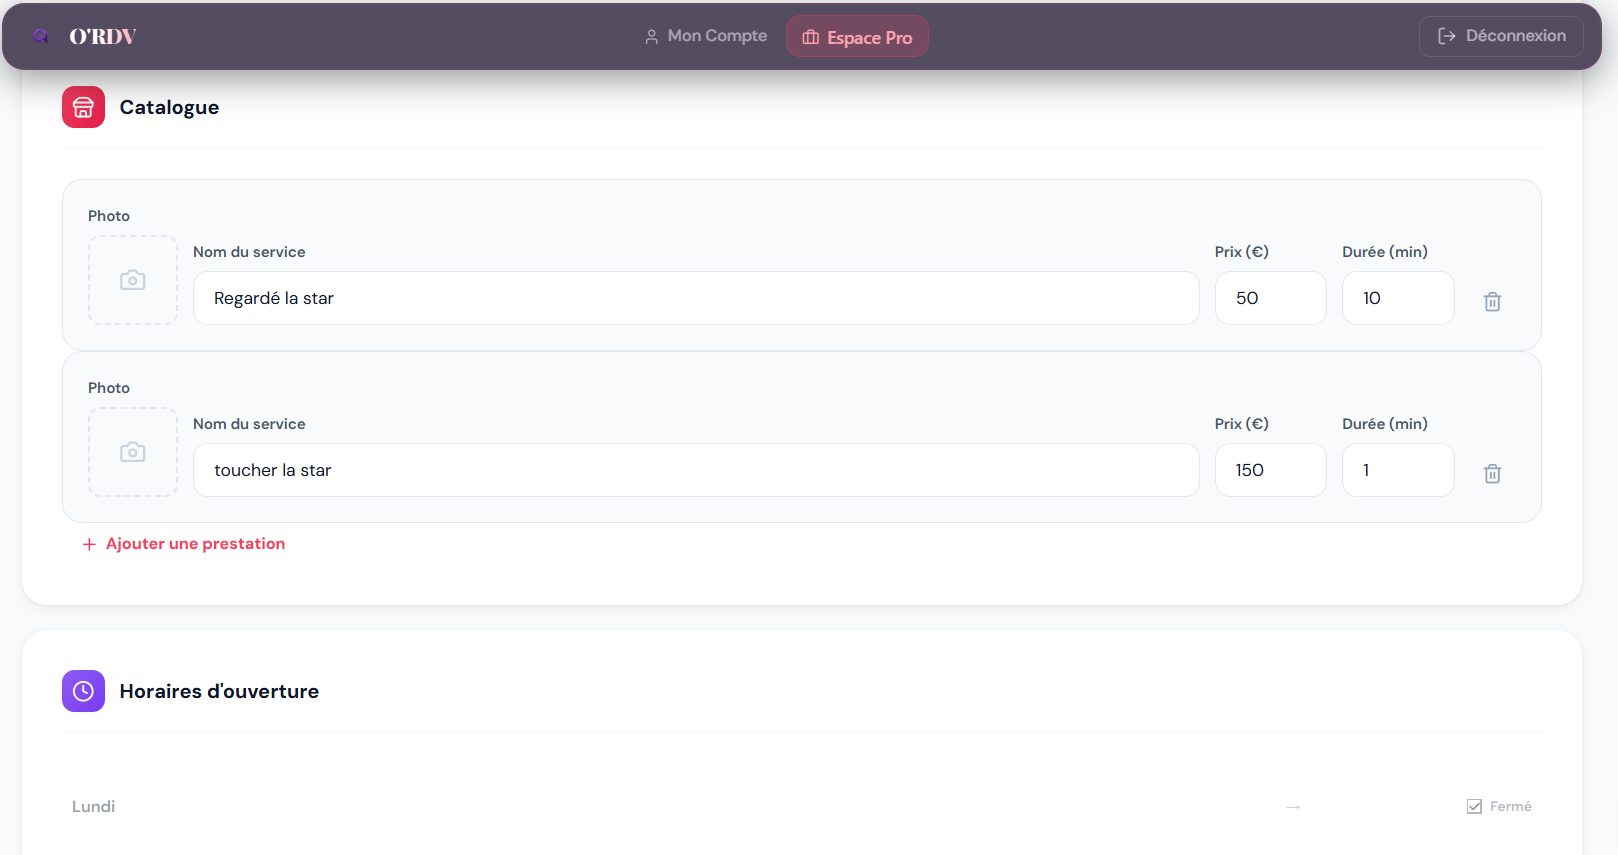 O'RDV
Mon Compte
Espace Pro
Déconnexion
Catalogue
Photo
Nom du service
Prix (€)
Durée (min)
Regardé la star
50
10
Photo
Nom du service
Prix (€)
Durée (min)
toucher la star
150
1
+ Ajouter une prestation
Horaires d'ouverture
Lundi
→
Fermé